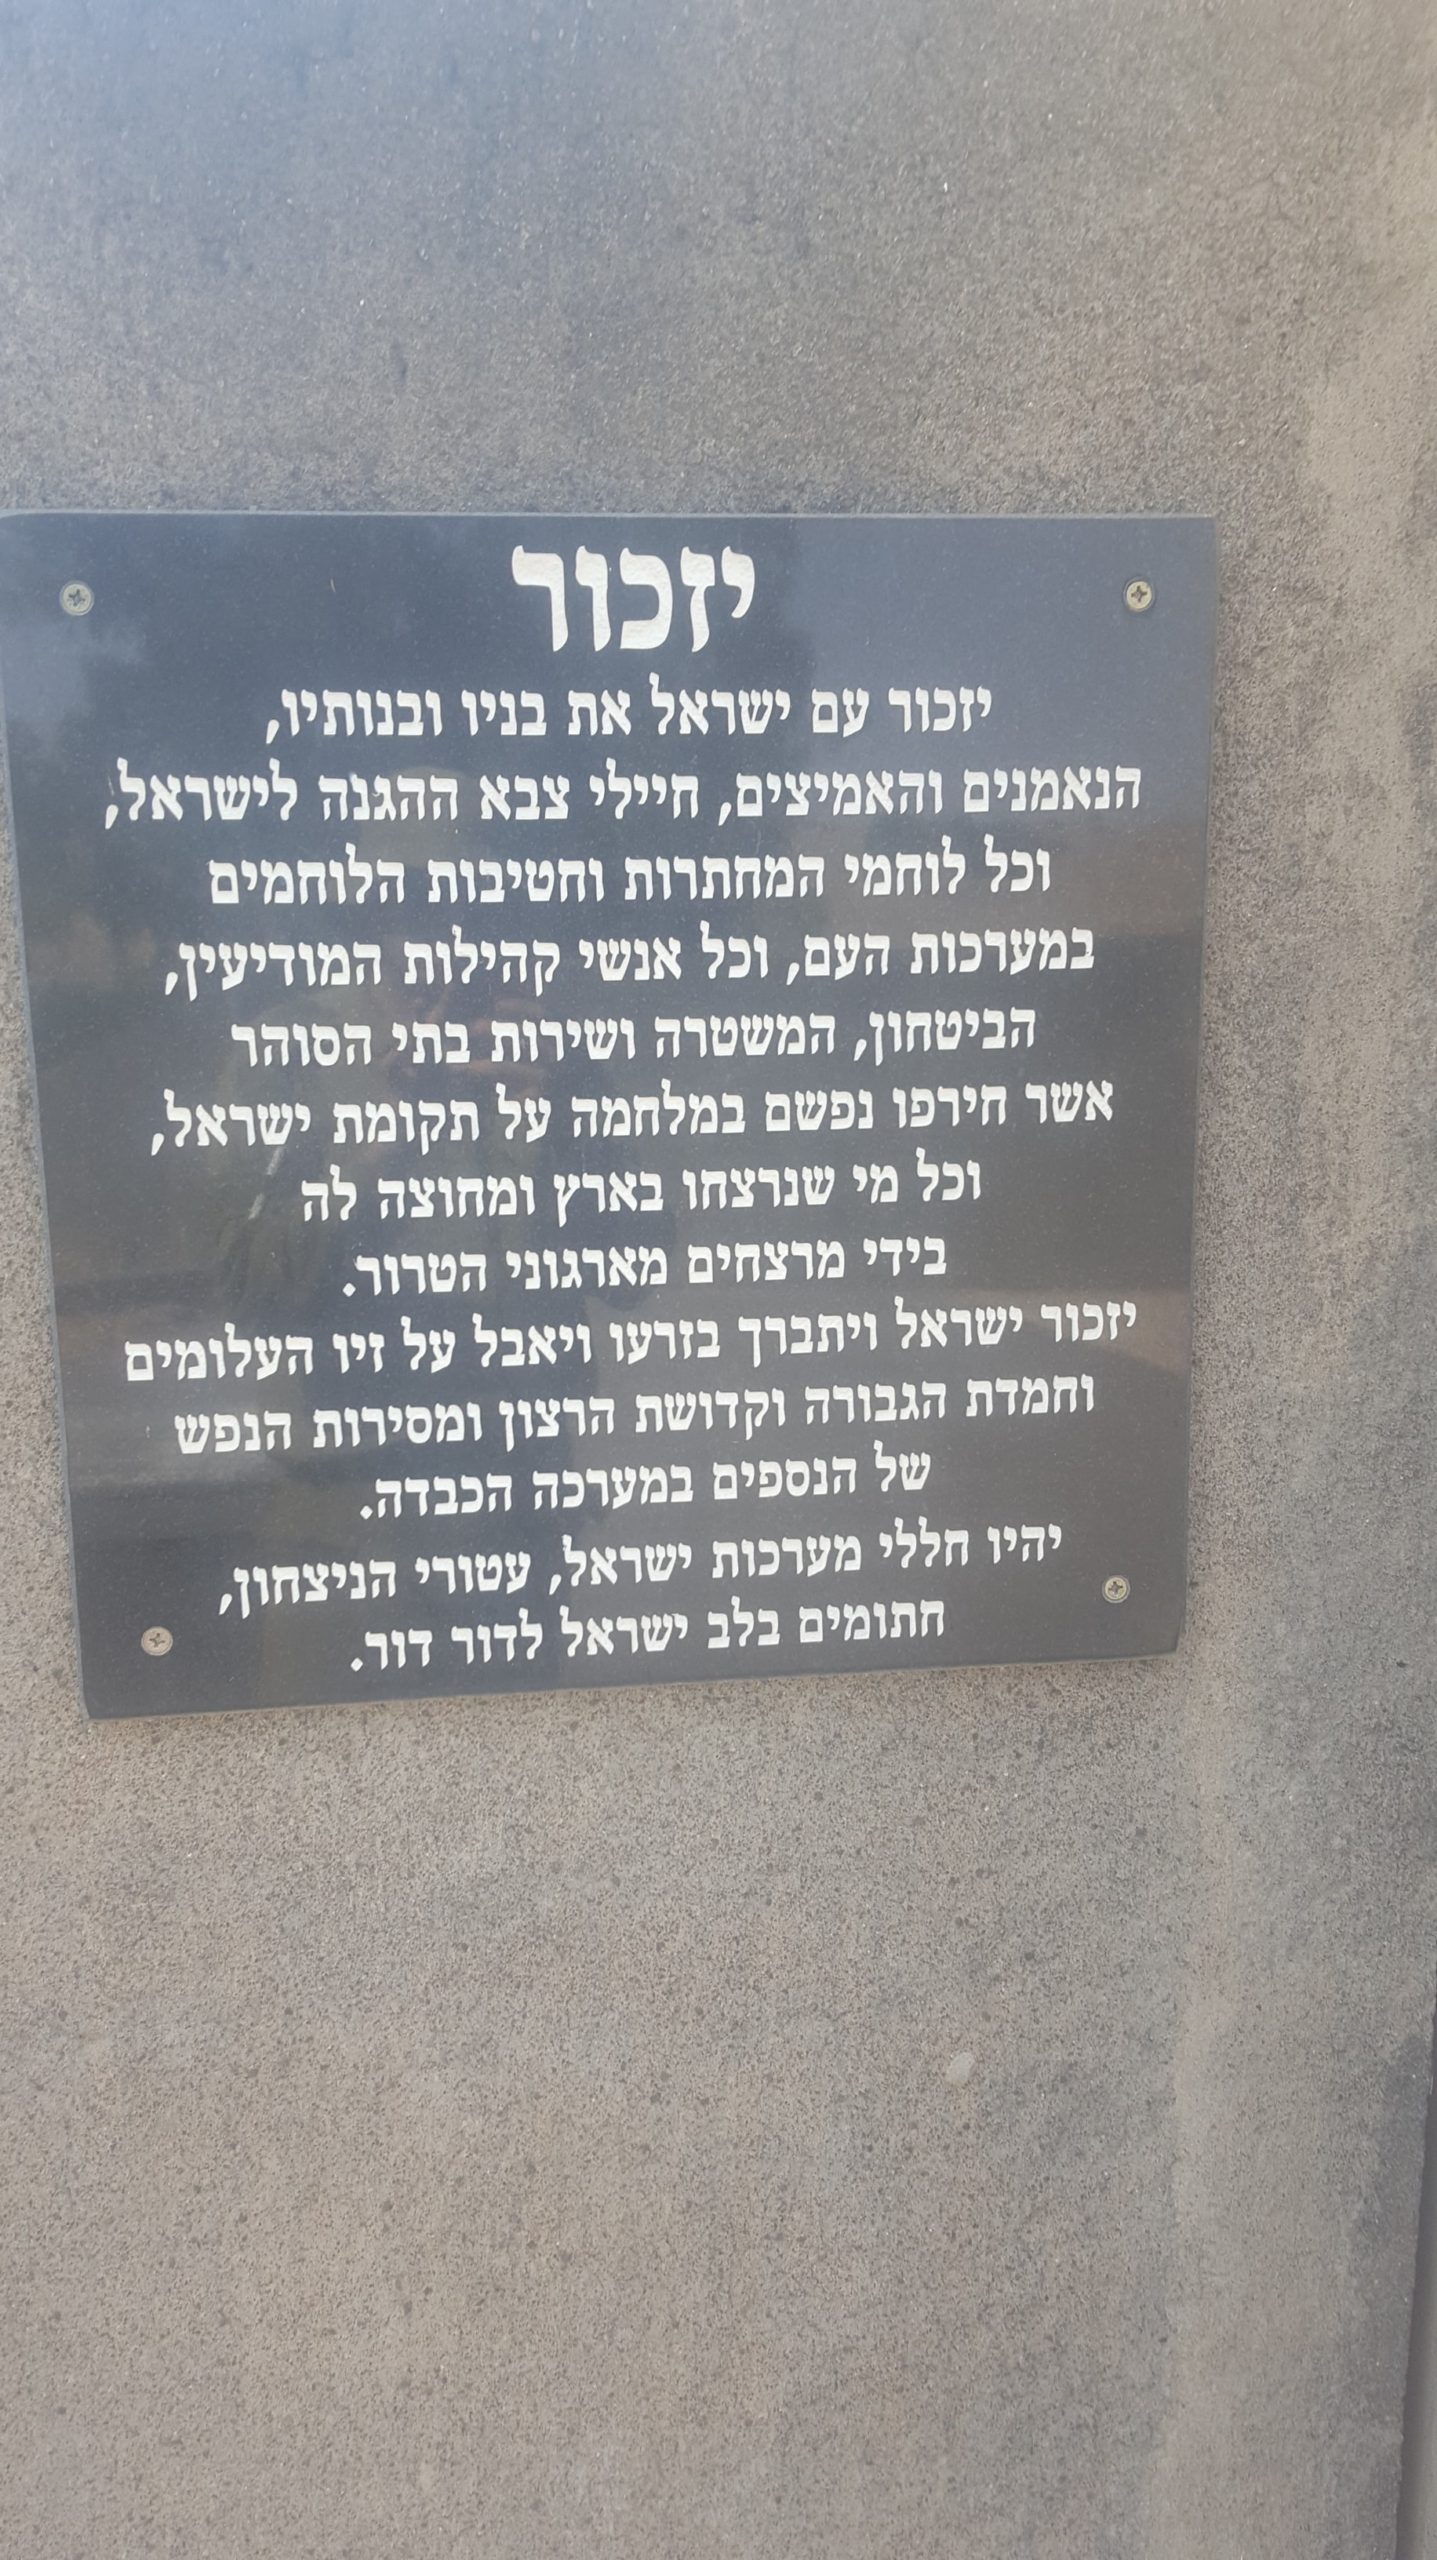 יזכור
יזכור עם ישראל את בניו ובנותיו,
הנאמנים והאמיצים, חיילי צבא ההגנה לישראל,
וכל לוחמי המחתרות וחטיבות הלוחמים
במערכות העם, וכל אנשי קהילות המודיעין,
הביטחון, המשטרה ושירות בתי הסוהר
אשר חירפו נפשם במלחמה על תקומת ישראל,
וכל מי שנרצחו בארץ ומחוצה לה
בידי מרצחים מארגוני הטרור.
יזכור ישראל ויתברך בזרעו ויאבל על זיו העלומים
וחמדת הגבורה וקדושת הרצון ומסירות הנפש
של הנספים במערכה הכבדה.
יהיו חללי מערכות ישראל, עטורי הניצחון,
חתומים בלב ישראל לדור דור.